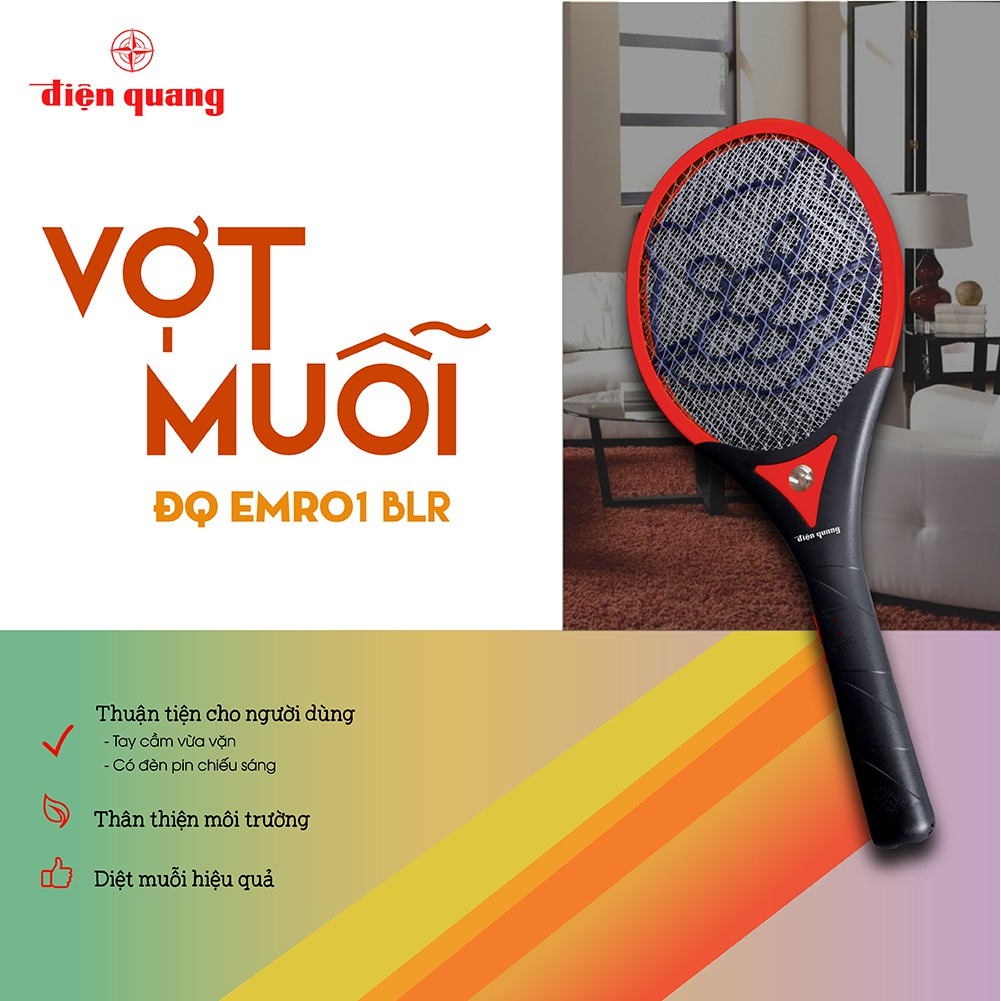 điện quang
VỢT
MUỖI
ĐQ EMR01 BLR
điện quang
Thuận tiện cho người dùng
- Tay cầm vừa vặn
- Có đèn pin chiếu sáng
Thân thiện môi trường
Diệt muỗi hiệu quả